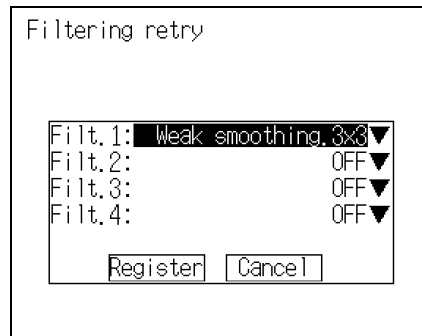 Filtering retry
Filt.1: Weak smoothing.3x3▼
Filt.2: OFF▼
Filt.3: OFF▼
Filt.4: OFF▼
Register Cancel